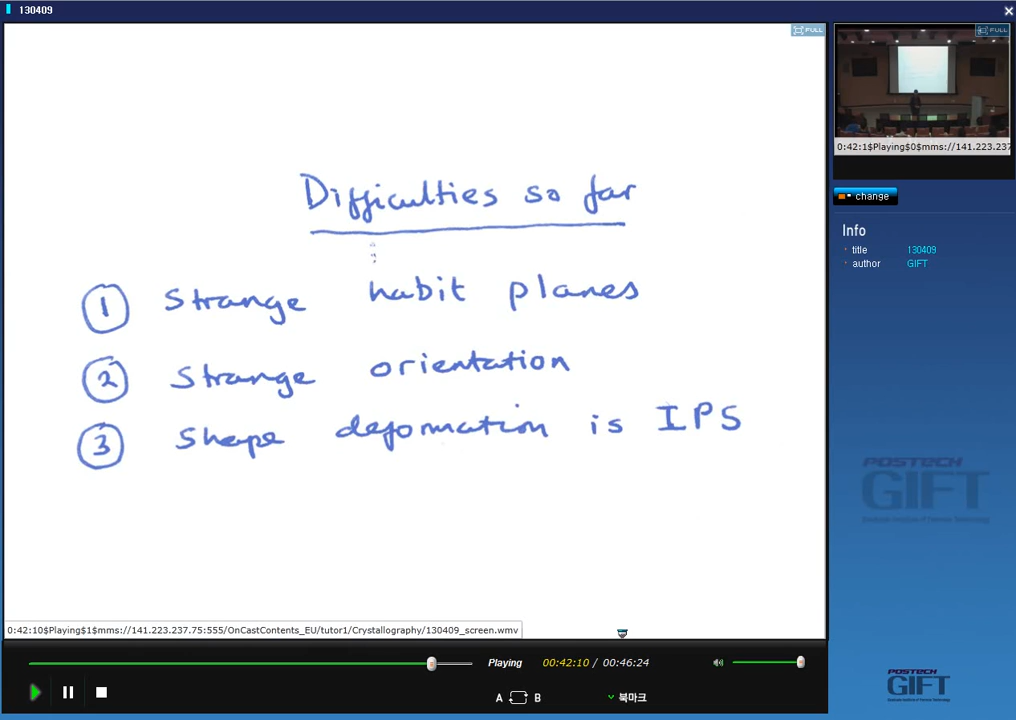 130409
FULL
Difficulties so far
1 Strange habit planes
2 Strange orientation
3 Shape deformation is IPS
0:42:10$Playing$1$mms://141.223.237.75:555/OnCastContents_EU/tutor1/Crystallography/130409_screen.wmv
Playing 00:42:10 / 00:46:24
A B 북마크
FULL
0:42:1$Playing$0$mms://141.223.237
change
Info
title 130409
author GIFT
POSTECH
GIFT
POSTECH
GIFT